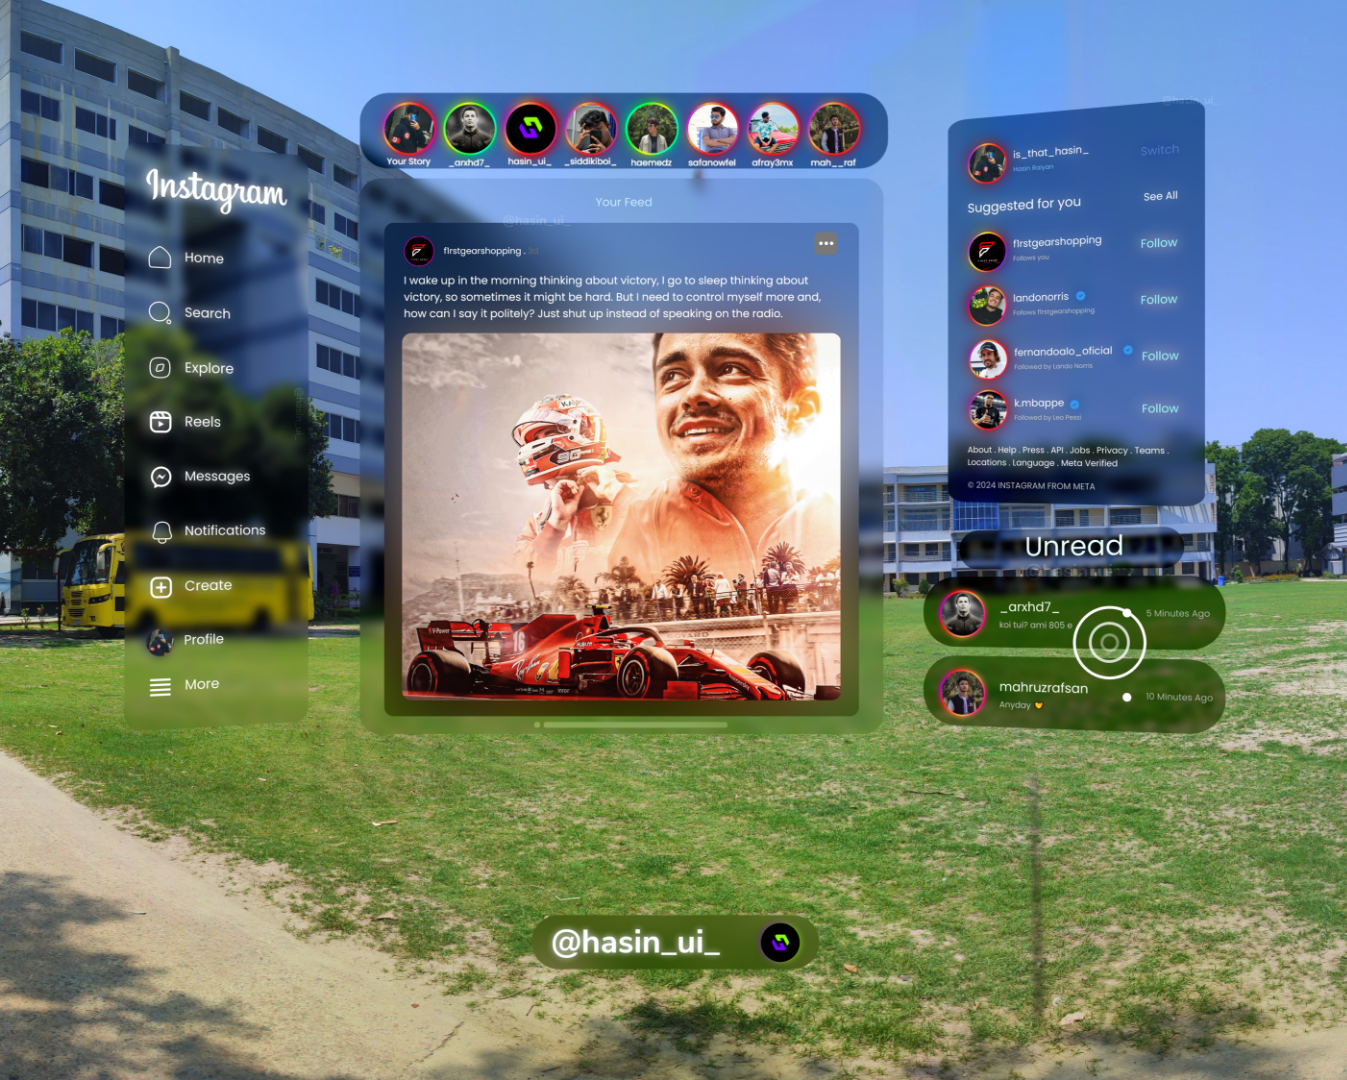 @hasin_ui_
Your Story
_arxhd7_
hasin_ui_
_siddikiboi_
haemedz
safanowfel
afray3mx
mah__raf
Instagram
Home
Search
Explore
Reels
Messages
Notifications
Create
Profile
More
Your Feed
@hasin_ui_
f1rstgearshopping .
I wake up in the morning thinking about victory, I go to sleep thinking about
victory, so sometimes it might be hard. But I need to control myself more and,
how can I say it politely? Just shut up instead of speaking on the radio.
16
is_that_hasin_
Hasin Raiyan
Switch
Suggested for you
See All
f1rstgearshopping
Follows you
Follow
landonorris
Follows f1rstgearshopping
Follow
fernandoalo_oficial
Followed by Lando Norris
Follow
k.mbappe
Followed by Leo Pessi
Follow
About . Help . Press . API . Jobs . Privacy . Teams .
Locations . Language . Meta Verified
© 2024 INSTAGRAM FROM META
Unread
_arxhd7_
koi tui? ami 805 e
5 Minutes Ago
mahruzrafsan
Anyday 🧡
10 Minutes Ago
@hasin_ui_